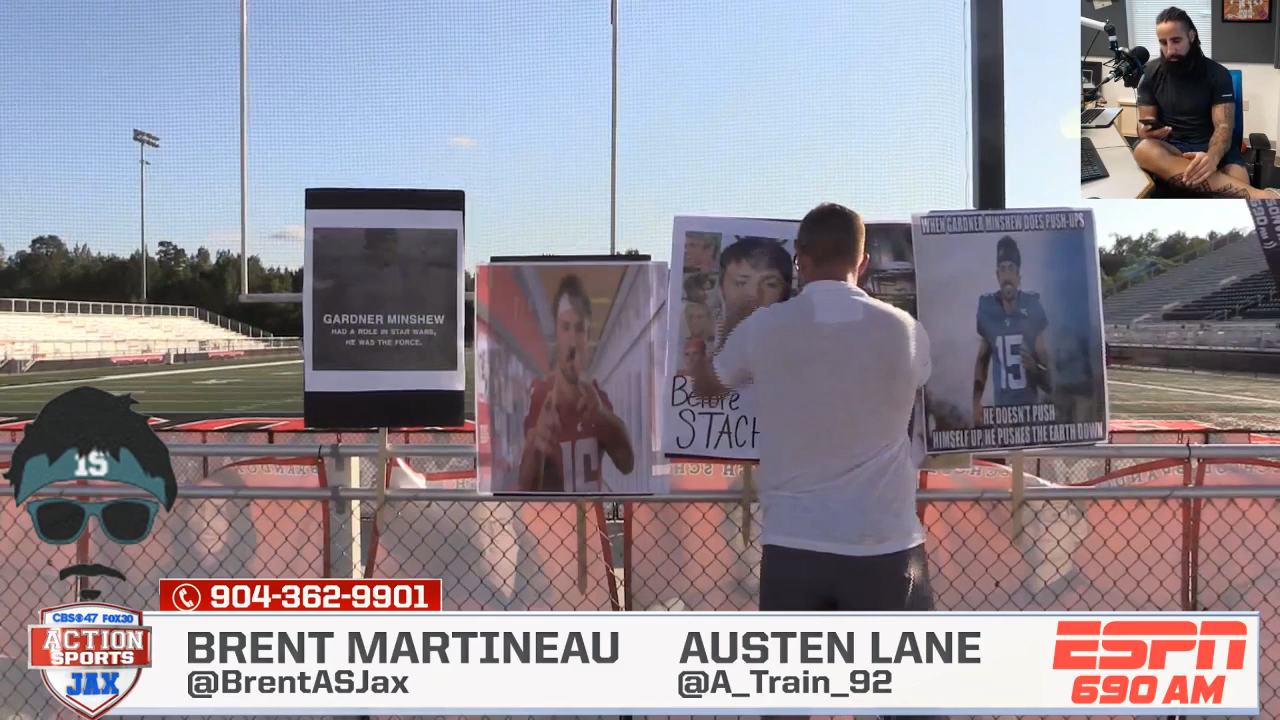 GARDNER MINSHEW
HAD A ROLE IN STAR WARS,
HE WAS THE FORCE.
Before
STACH
WHEN GARDNER MINSHEW DOES PUSH-UPS
15
HE DOESN'T PUSH
HIMSELF UP, HE PUSHES THE EARTH DOWN
15
904-362-9901
CBS 47 FOX30
ACTION
SPORTS
JAX
BRENT MARTINEAU
@BrentASJax
AUSTEN LANE
@A_Train_92
ESPN
690 AM